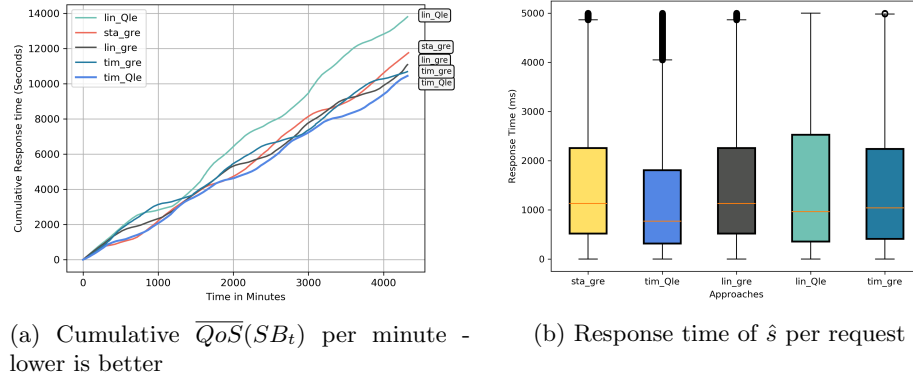 14000
12000
10000
8000
6000
4000
2000
0
Cumulative Response time (Seconds)
lin_Qle
sta_gre
lin_gre
tim_gre
tim_Qle
lin_Qle
sta_gre
lin_gre
tim_gre
tim_Qle
0 1000 2000 3000 4000
Time in Minutes
5000
4000
3000
2000
1000
0
Response Time (ms)
sta_gre tim_Qle lin_gre lin_Qle tim_gre
Approaches
(a) Cumulative $\overline{QoS}(SB_t)$ per minute -
lower is better
(b) Response time of ŝ per request